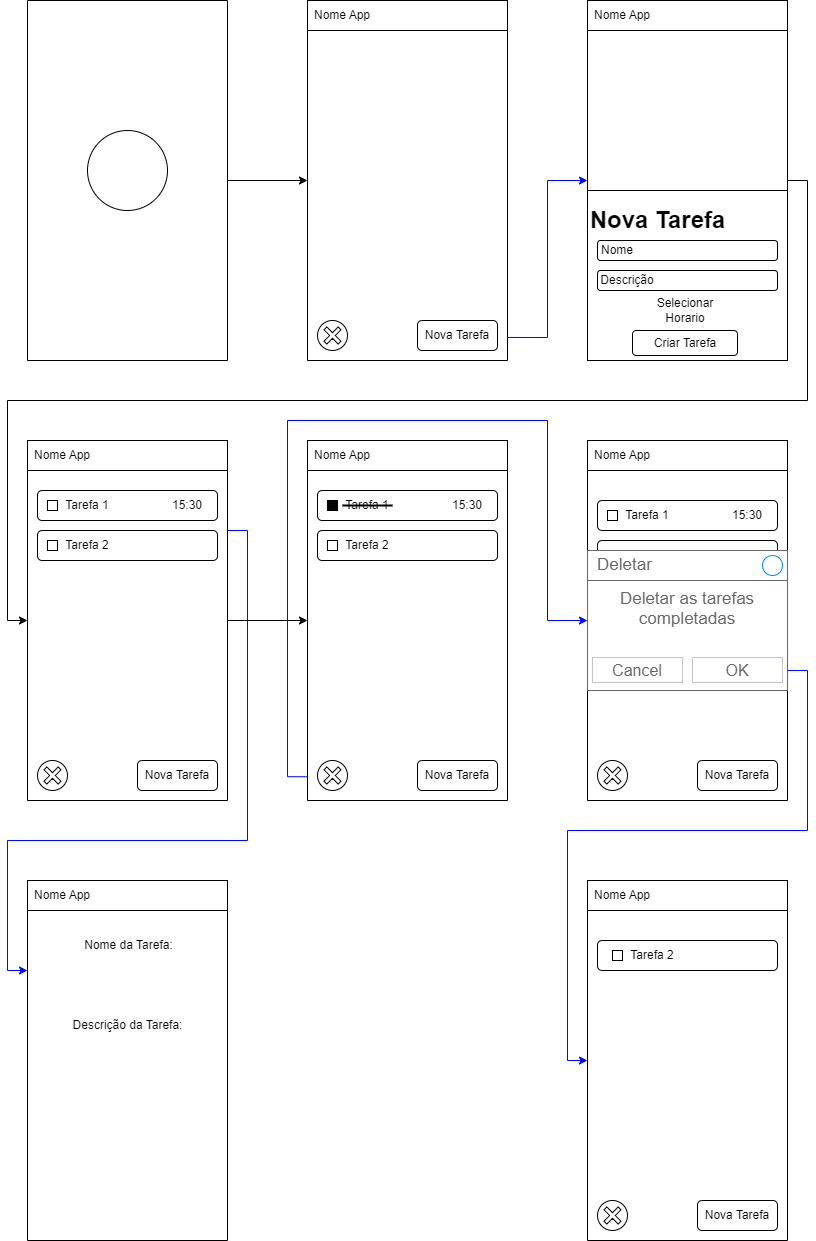 Nome App
Nova Tarefa
Nome App
Nova Tarefa
Nome
Descrição
Selecionar
Horario
Criar Tarefa
Nome App
Tarefa 1 15:30
Tarefa 2
Nova Tarefa
Nome App
Tarefa 1 15:30
Tarefa 2
Nova Tarefa
Nome App
Tarefa 1 15:30
Deletar
Deletar as tarefas
completadas
Cancel OK
Nova Tarefa
Nome App
Nome da Tarefa:
Descrição da Tarefa:
Nome App
Tarefa 2
Nova Tarefa